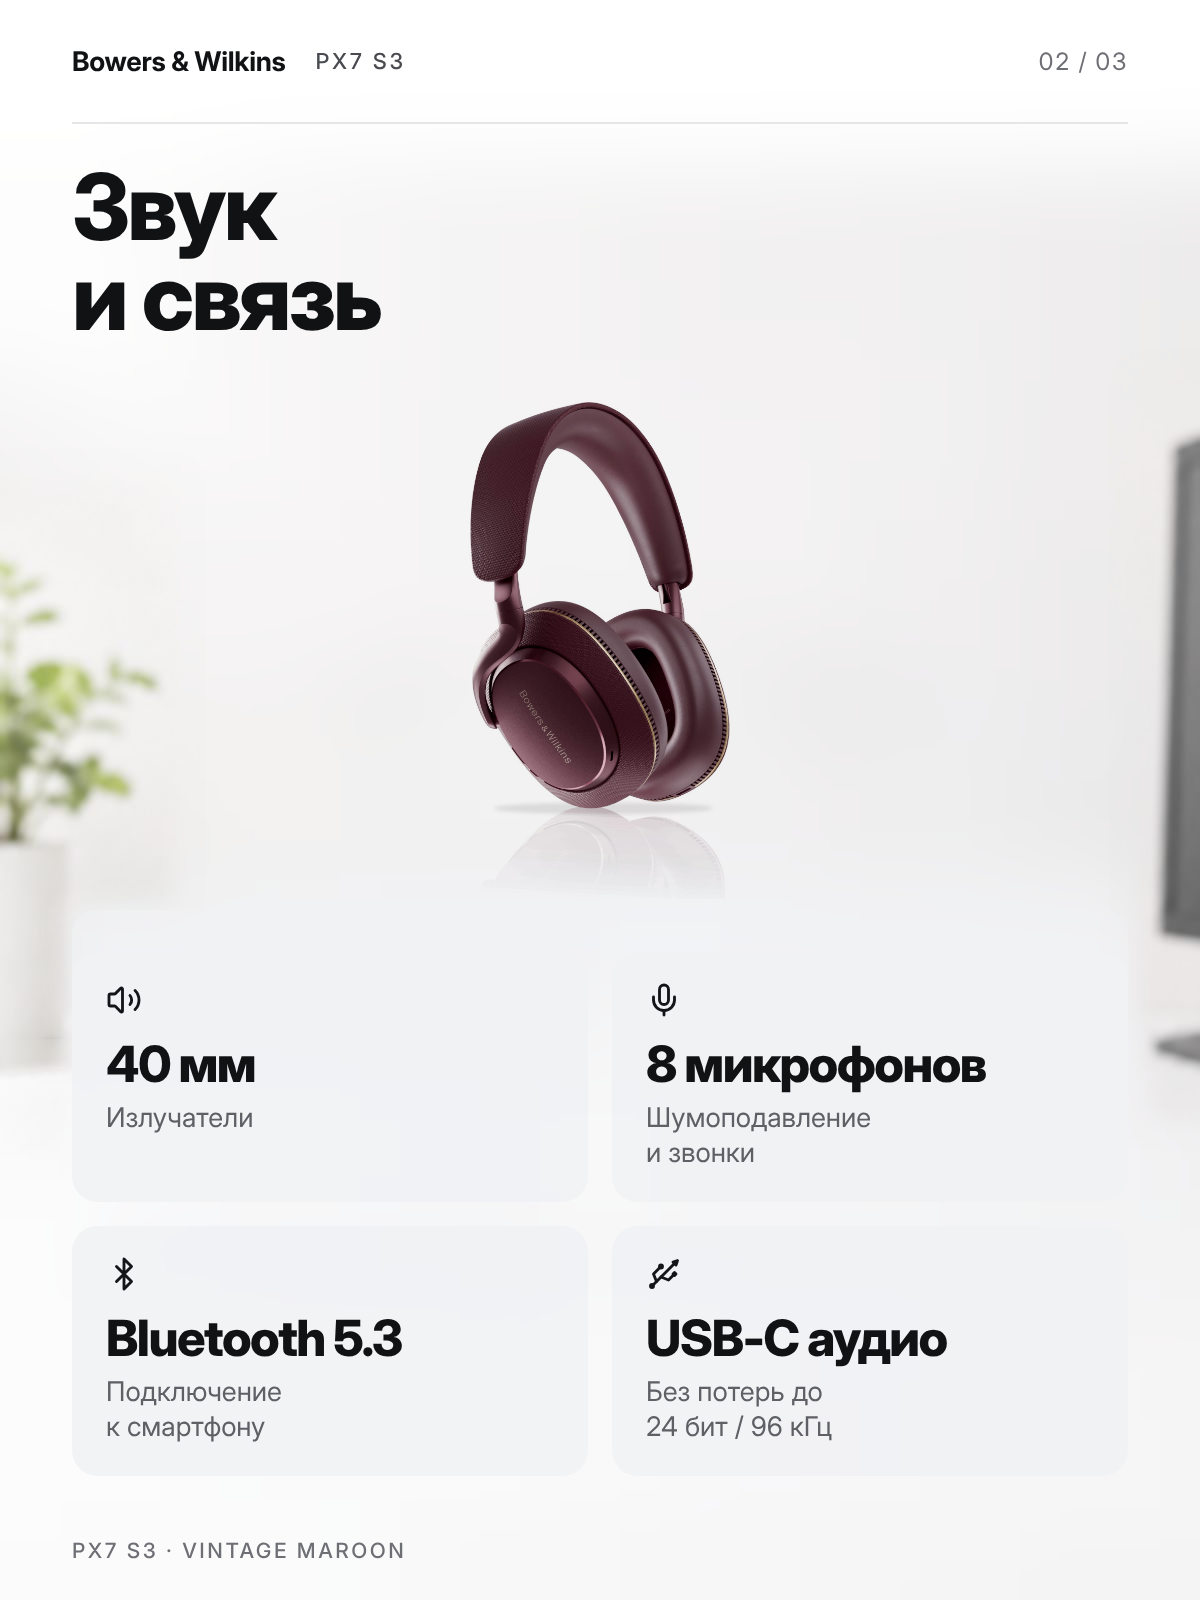 Bowers & Wilkins PX7 S3 02 / 03
Звук
и связь
Bowers & Wilkins
40 мм
Излучатели
8 микрофонов
Шумоподавление
и звонки
Bluetooth 5.3
Подключение
к смартфону
USB-C аудио
Без потерь до
24 бит / 96 кГц
PX7 S3 · VINTAGE MAROON